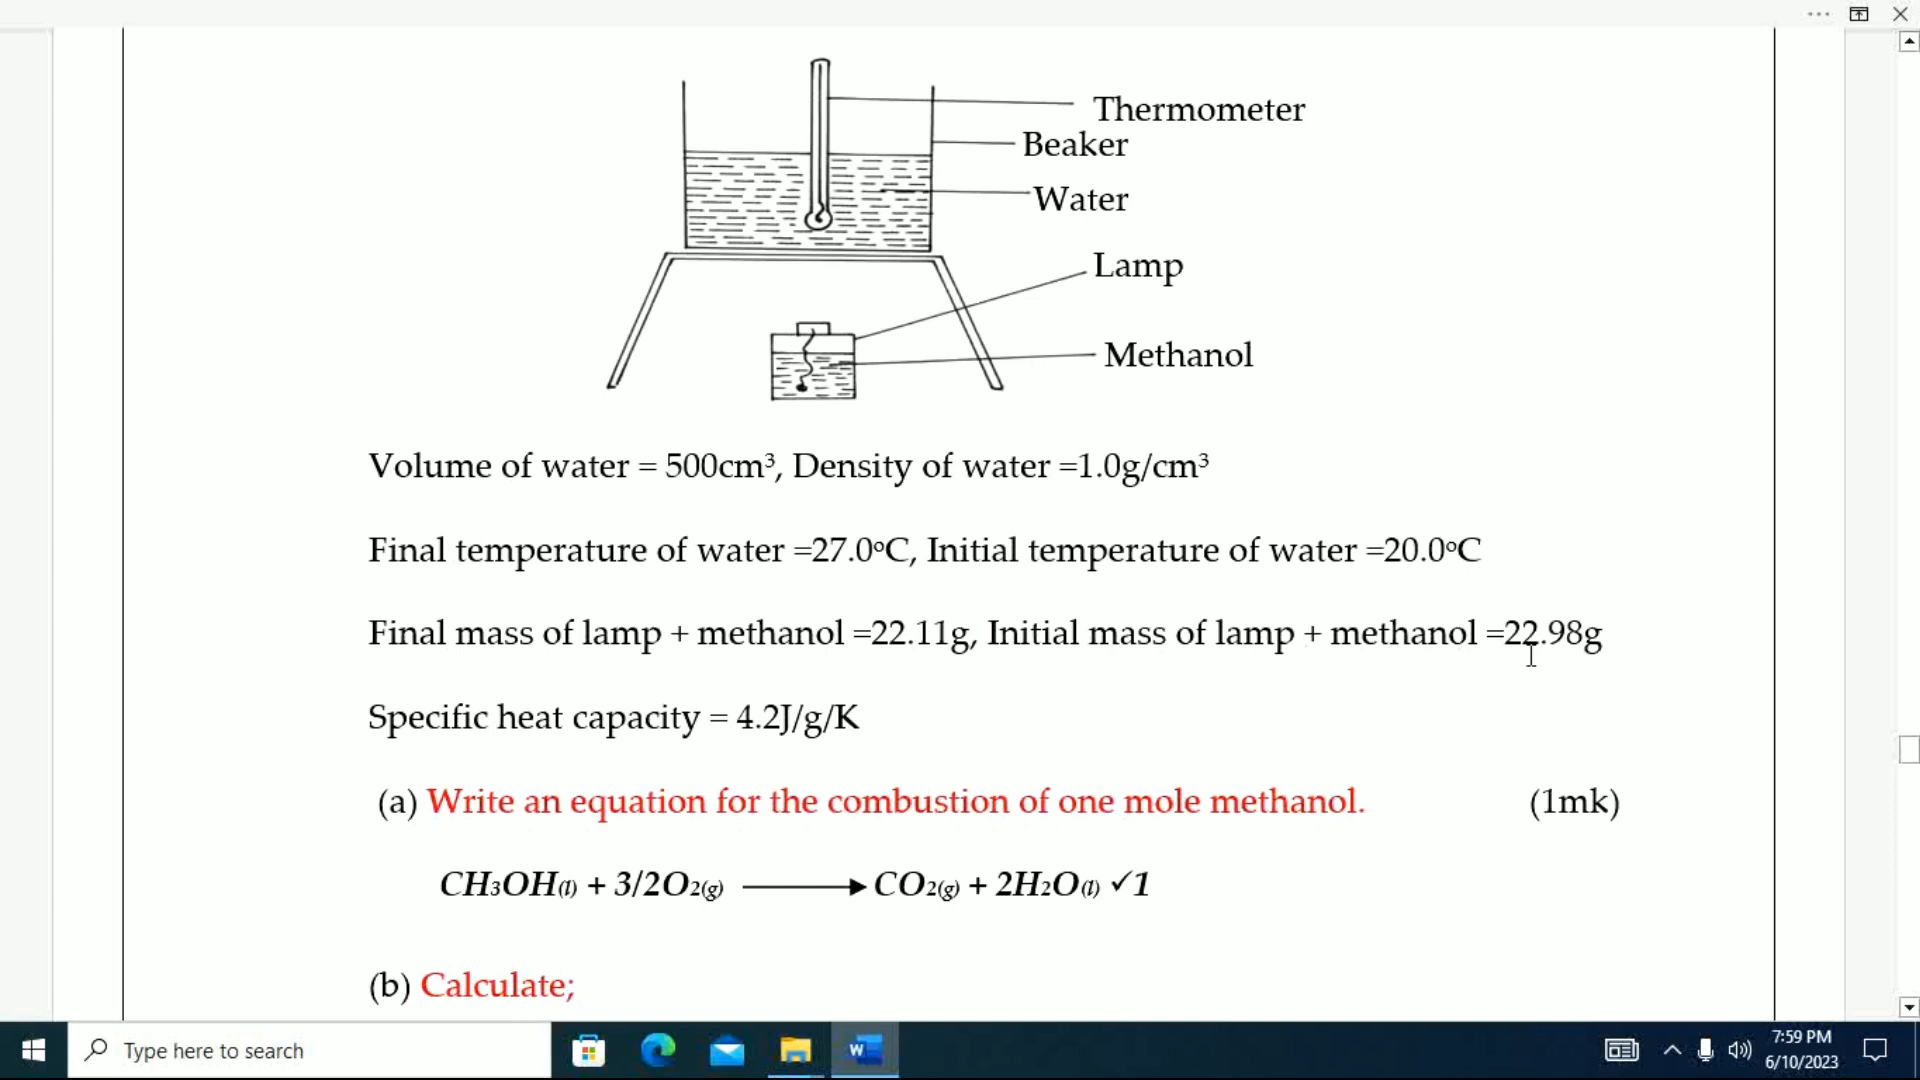 Thermometer
Beaker
Water
Lamp
Methanol
Volume of water = 500cm³, Density of water =1.0g/cm³
Final temperature of water =27.0ᵒC, Initial temperature of water =20.0ᵒC
Final mass of lamp + methanol =22.11g, Initial mass of lamp + methanol =22.98g
Specific heat capacity = 4.2J/g/K
(a) Write an equation for the combustion of one mole methanol. (1mk)
CH₃OH(l) + 3/2O₂(g) ⟶ CO₂(g) + 2H₂O(l) ✓1
(b) Calculate;
Type here to search
7:59 PM
6/10/2023